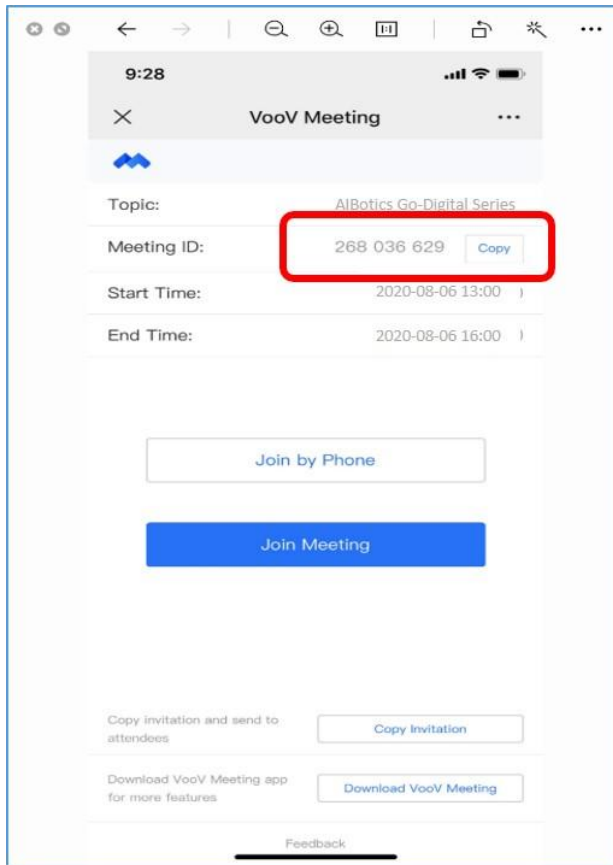 9:28
VooV Meeting
Topic: AIBotics Go-Digital Series
Meeting ID: 268 036 629 Copy
Start Time: 2020-08-06 13:00 )
End Time: 2020-08-06 16:00 )
Join by Phone
Join Meeting
Copy invitation and send to
attendees
Copy Invitation
Download VooV Meeting app
for more features
Download VooV Meeting
Feedback